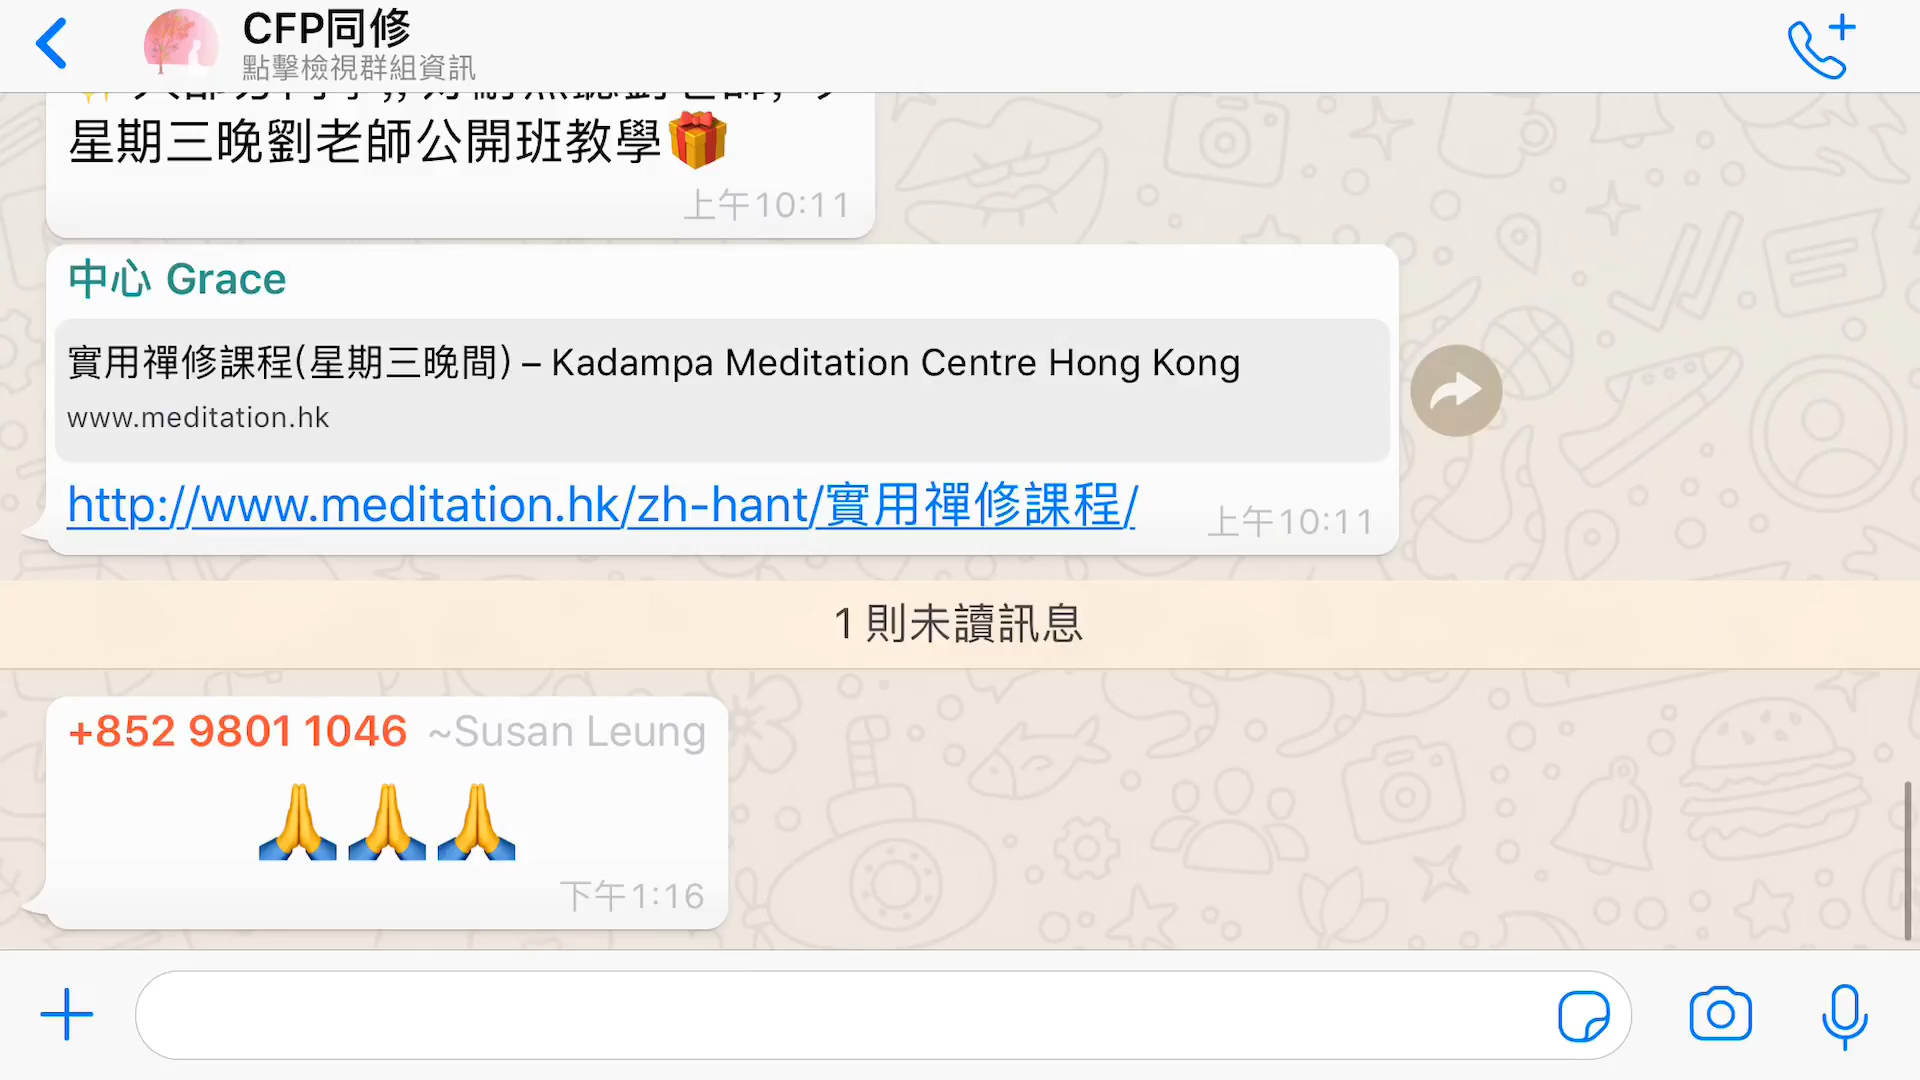 CFP同修
點擊檢視群組資訊
星期三晚劉老師公開班教學🎁
上午10:11
中心 Grace
實用禪修課程(星期三晚間) – Kadampa Meditation Centre Hong Kong
www.meditation.hk
http://www.meditation.hk/zh-hant/實用禪修課程/
上午10:11
1 則未讀訊息
+852 9801 1046 ~Susan Leung
🙏🙏🙏
下午1:16